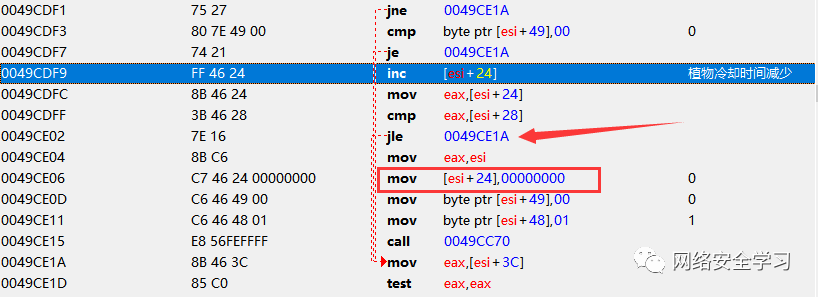 0049CDF1 75 27 jne 0049CE1A
0049CDF3 80 7E 49 00 cmp byte ptr [esi+49],00 0
0049CDF7 74 21 je 0049CE1A
0049CDF9 FF 46 24 inc [esi+24] 植物冷却时间减少
0049CDFC 8B 46 24 mov eax,[esi+24]
0049CDFF 3B 46 28 cmp eax,[esi+28]
0049CE02 7E 16 jle 0049CE1A
0049CE04 8B C6 mov eax,esi
0049CE06 C7 46 24 00000000 mov [esi+24],00000000 0
0049CE0D C6 46 49 00 mov byte ptr [esi+49],00 0
0049CE11 C6 46 48 01 mov byte ptr [esi+48],01 1
0049CE15 E8 56FEFFFF call 0049CC70
0049CE1A 8B 46 3C mov eax,[esi+3C]
0049CE1D 85 C0 test eax,eax
网络安全学习